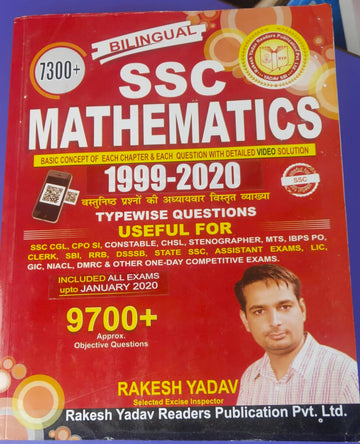 BILINGUAL
7300+
SSC
MATHEMATICS
BASIC CONCEPT OF EACH CHAPTER & EACH QUESTION WITH DETAILED VIDEO SOLUTION
1999-2020
SSC
वस्तुनिष्ठ प्रश्नों की अध्यायवार विस्तृत व्याख्या
TYPEWISE QUESTIONS
USEFUL FOR
SSC CGL, CPO SI, CONSTABLE, CHSL, STENOGRAPHER, MTS, IBPS PO,
CLERK, SBI, RRB, DSSSB, STATE SSC, ASSISTANT EXAMS, LIC,
GIC, NIACL, DMRC & OTHER ONE-DAY COMPETITIVE EXAMS.
INCLUDED ALL EXAMS
upto JANUARY 2020
9700+
Approx.
Objective Questions
RAKESH YADAV
Selected Excise Inspector
Rakesh Yadav Readers Publication Pvt. Ltd.